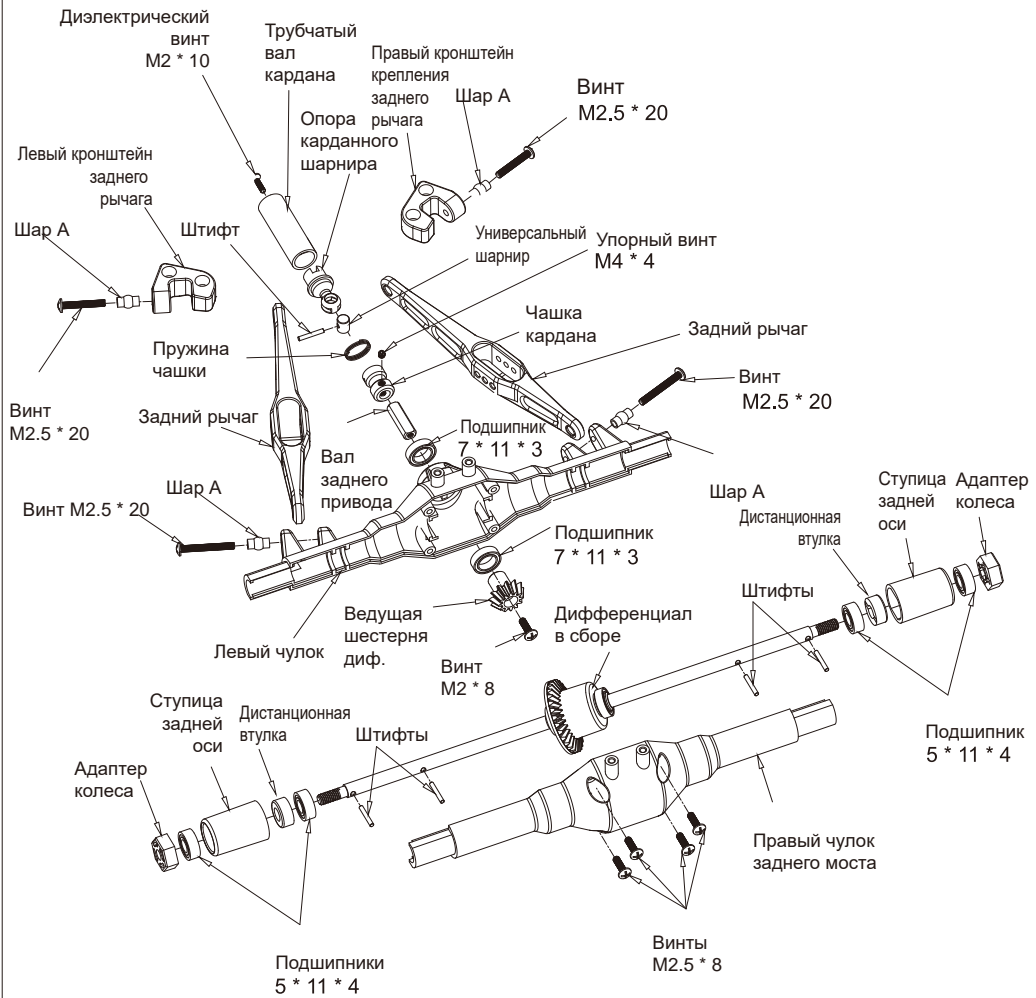 Диэлектрический
винт
М2 * 10
Трубчатый
вал
кардана
Правый кронштейн
крепления
заднего
рычага
Шар А
Винт
M2.5 * 20
Опора
карданного
шарнира
Левый кронштейн
заднего
рычага
Шар А
Штифт
Универсальный
шарнир
Упорный винт
М4 * 4
Чашка
кардана
Задний рычаг
Пружина
чашки
Винт
M2.5 * 20
Винт
M2.5 * 20
Задний рычаг
Подшипник
7 * 11 * 3
Вал
заднего
привода
Шар А
Винт M2.5 * 20
Шар А
Ступица
задней
оси
Адаптер
колеса
Дистанционная
втулка
Подшипник
7 * 11 * 3
Штифты
Ведущая
шестерня
диф.
Дифференциал
в сборе
Левый чулок
Винт
М2 * 8
Ступица
задней
оси
Дистанционная
втулка
Штифты
Подшипник
5 * 11 * 4
Адаптер
колеса
Правый чулок
заднего моста
Винты
M2.5 * 8
Подшипники
5 * 11 * 4